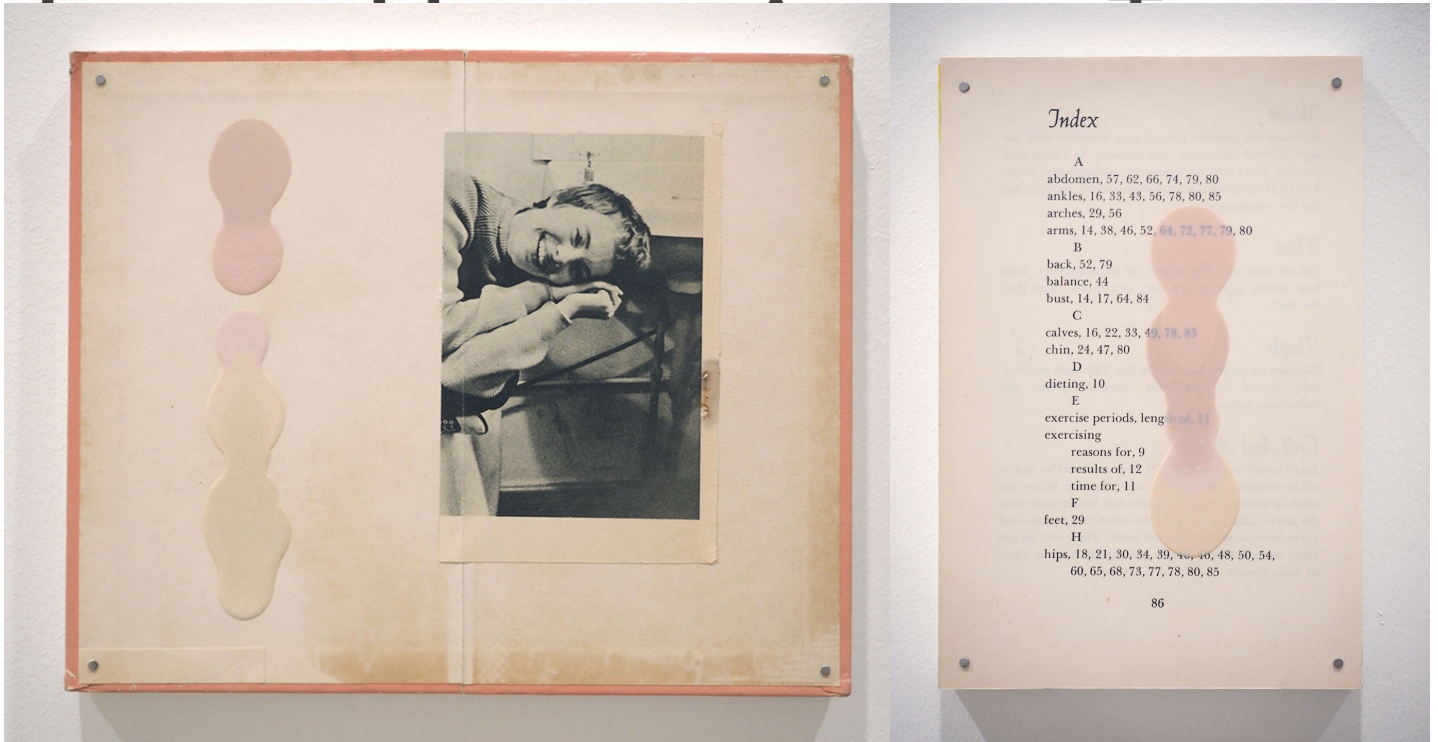 Index
A
abdomen, 57, 62, 66, 74, 79, 80
ankles, 16, 33, 43, 56, 78, 80, 85
arches, 29, 56
arms, 14, 38, 46, 52, 64, 72, 77, 79, 80
B
back, 52, 79
balance, 44
bust, 14, 17, 64, 84
C
calves, 16, 22, 33, 49, 78, 85
chin, 24, 47, 80
D
dieting, 10
E
exercise periods, length of, 11
exercising
reasons for, 9
results of, 12
time for, 11
F
feet, 29
H
hips, 18, 21, 30, 34, 39, 48, 50, 54,
60, 65, 68, 73, 77, 78, 80, 85
86